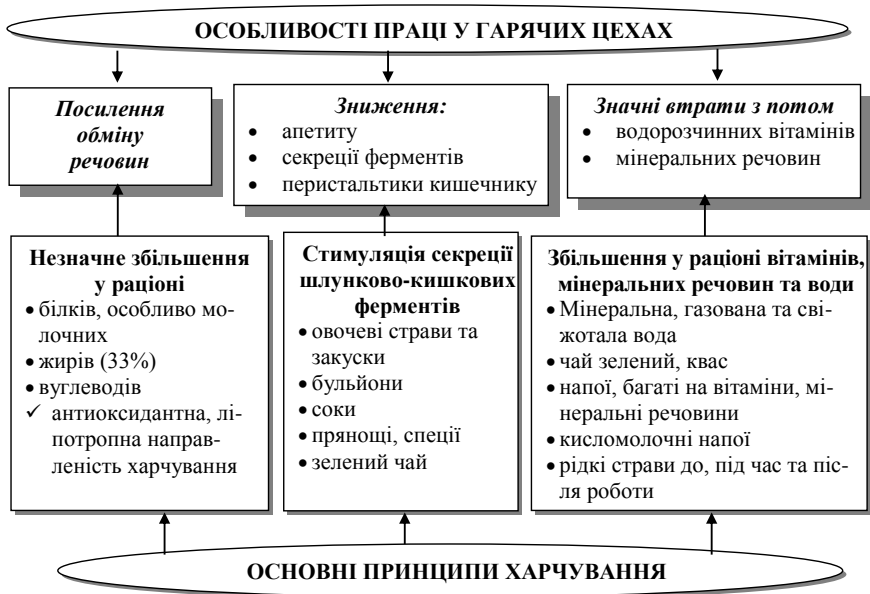 ОСОБЛИВОСТІ ПРАЦІ У ГАРЯЧИХ ЦЕХАХ
Посилення
обміну
речовин
Зниження:
• апетиту
• секреції ферментів
• перистальтики кишечнику
Значні втрати з потом
• водорозчинних вітамінів
• мінеральних речовин
Незначне збільшення
у раціоні
• білків, особливо мо-
лочних
• жирів (33%)
• вуглеводів
✓ антиоксидантна, лі-
потропна направ-
леність харчування
Стимуляція секреції
шлунково-кишкових
ферментів
• овочеві страви та
закуски
• бульйони
• соки
• прянощі, спеції
• зелений чай
Збільшення у раціоні вітамінів,
мінеральних речовин та води
• Мінеральна, газована та сві-
жотала вода
• чай зелений, квас
• напої, багаті на вітаміни, мі-
неральні речовини
• кисломолочні напої
• рідкі страви до, під час та піс-
ля роботи
ОСНОВНІ ПРИНЦИПИ ХАРЧУВАННЯ